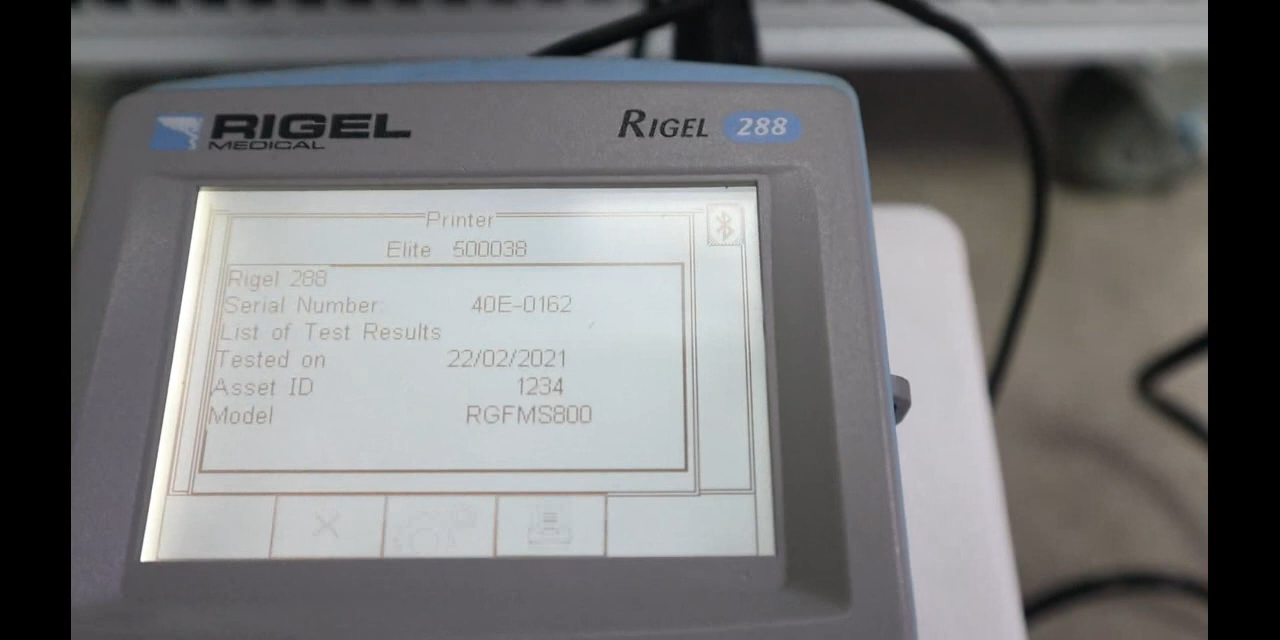 RIGEL
MEDICAL
RIGEL 288
Printer
Elite 500038
Rigel 288
Serial Number: 40E-0162
List of Test Results
Tested on 22/02/2021
Asset ID 1234
Model RGFMS800